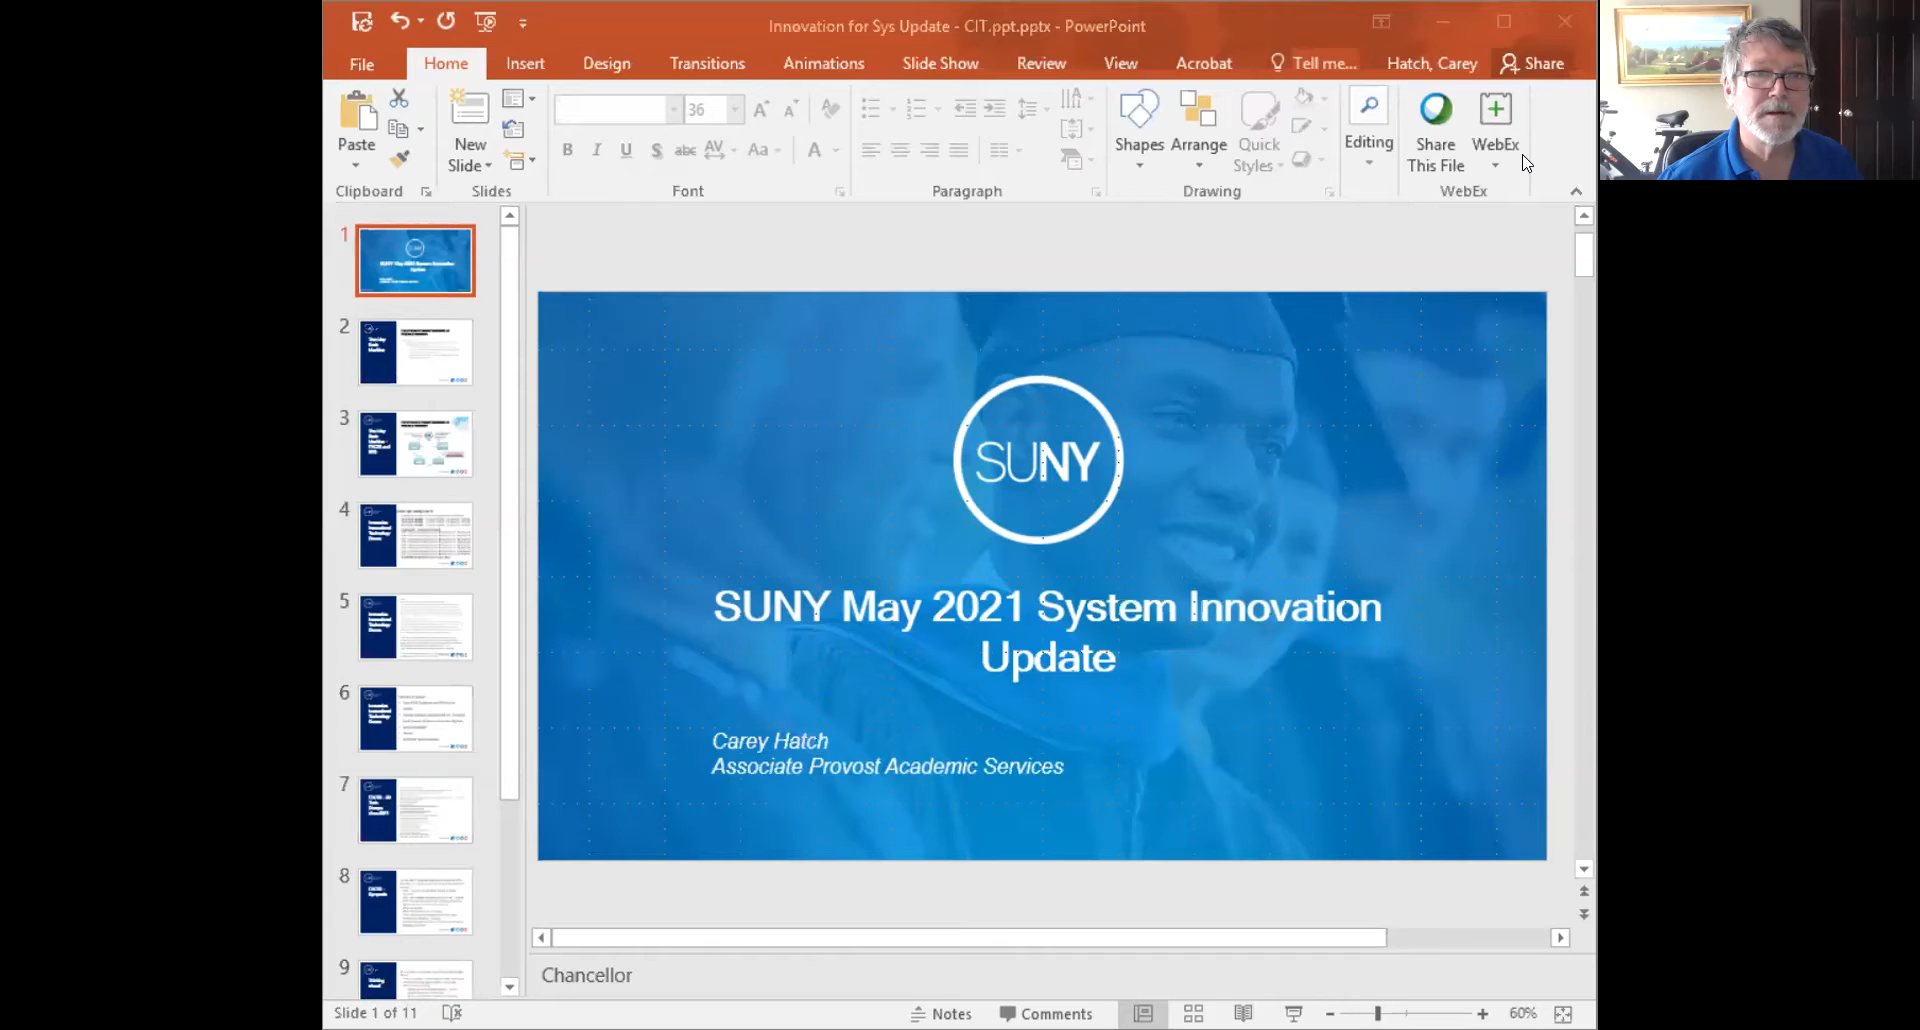 Innovation for Sys Update - CIT.ppt.pptx - PowerPoint
File Home Insert Design Transitions Animations Slide Show Review View Acrobat Tell me... Hatch, Carey Share
36
Paste
New
Slide
B I U S abc AV Aa A
Shapes Arrange Quick
Styles
Editing
Share
This File
WebEx
Clipboard Slides Font Paragraph Drawing WebEx
1
2
3
4
5
6
7
8
9
SUNY
SUNY May 2021 System Innovation
Update
Carey Hatch
Associate Provost Academic Services
Chancellor
Slide 1 of 11 Notes Comments 60%